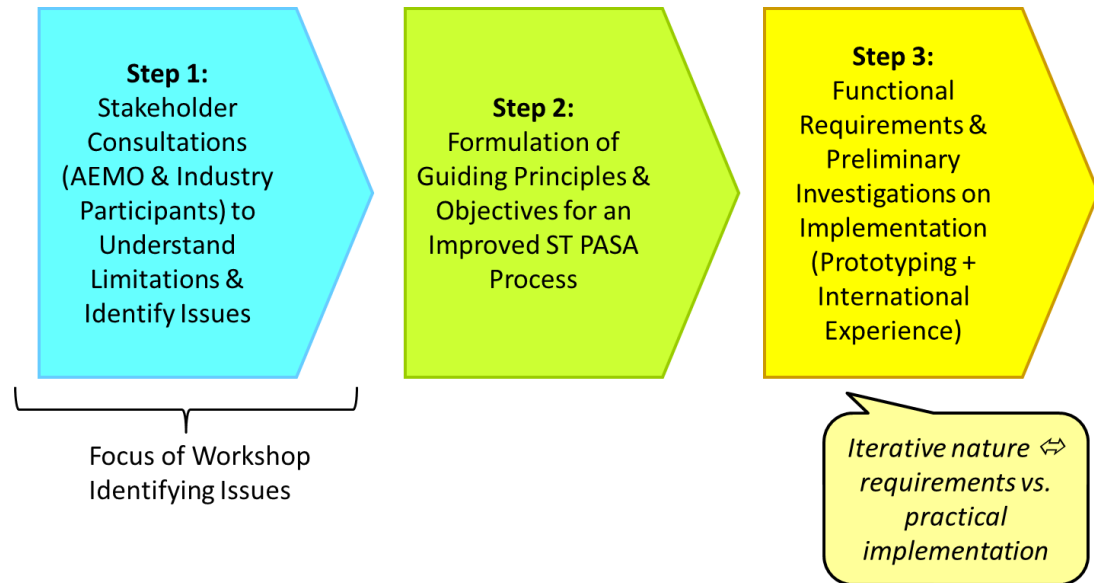 Step 1:
Stakeholder
Consultations
(AEMO & Industry
Participants) to
Understand
Limitations &
Identify Issues
Step 2:
Formulation of
Guiding Principles &
Objectives for an
Improved ST PASA
Process
Step 3:
Functional
Requirements &
Preliminary
Investigations on
Implementation
(Prototyping +
International
Experience)
Focus of Workshop
Identifying Issues
Iterative nature ⇔
requirements vs.
practical
implementation